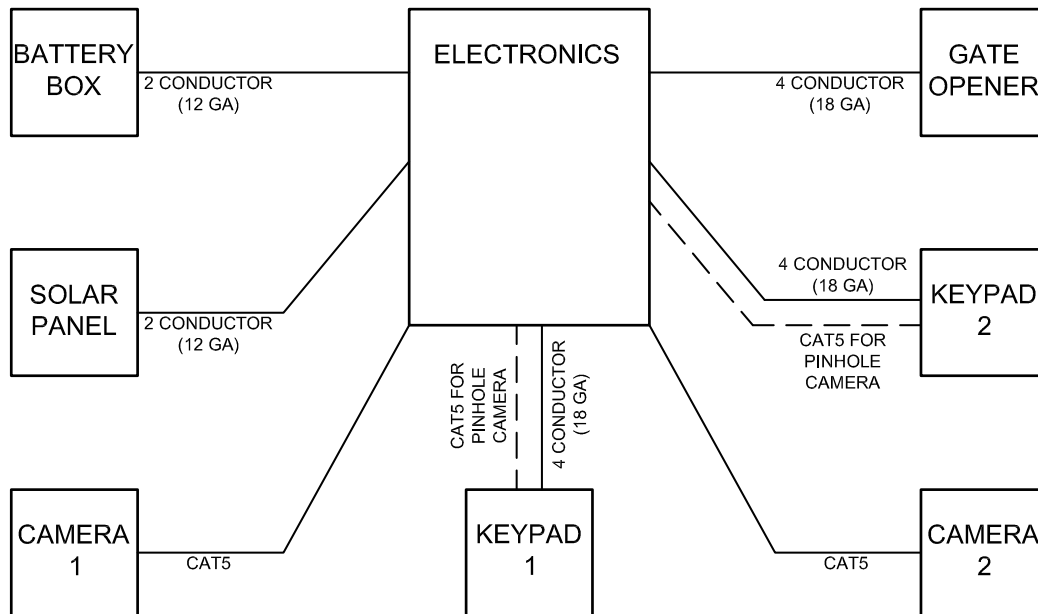 BATTERY
BOX
2 CONDUCTOR
(12 GA)
ELECTRONICS
4 CONDUCTOR
(18 GA)
GATE
OPENER
SOLAR
PANEL
2 CONDUCTOR
(12 GA)
4 CONDUCTOR
(18 GA)
KEYPAD
2
CAT5 FOR
PINHOLE
CAMERA
CAT5 FOR
PINHOLE
CAMERA
4 CONDUCTOR
(18 GA)
CAMERA
1
CAT5
KEYPAD
1
CAT5
CAMERA
2